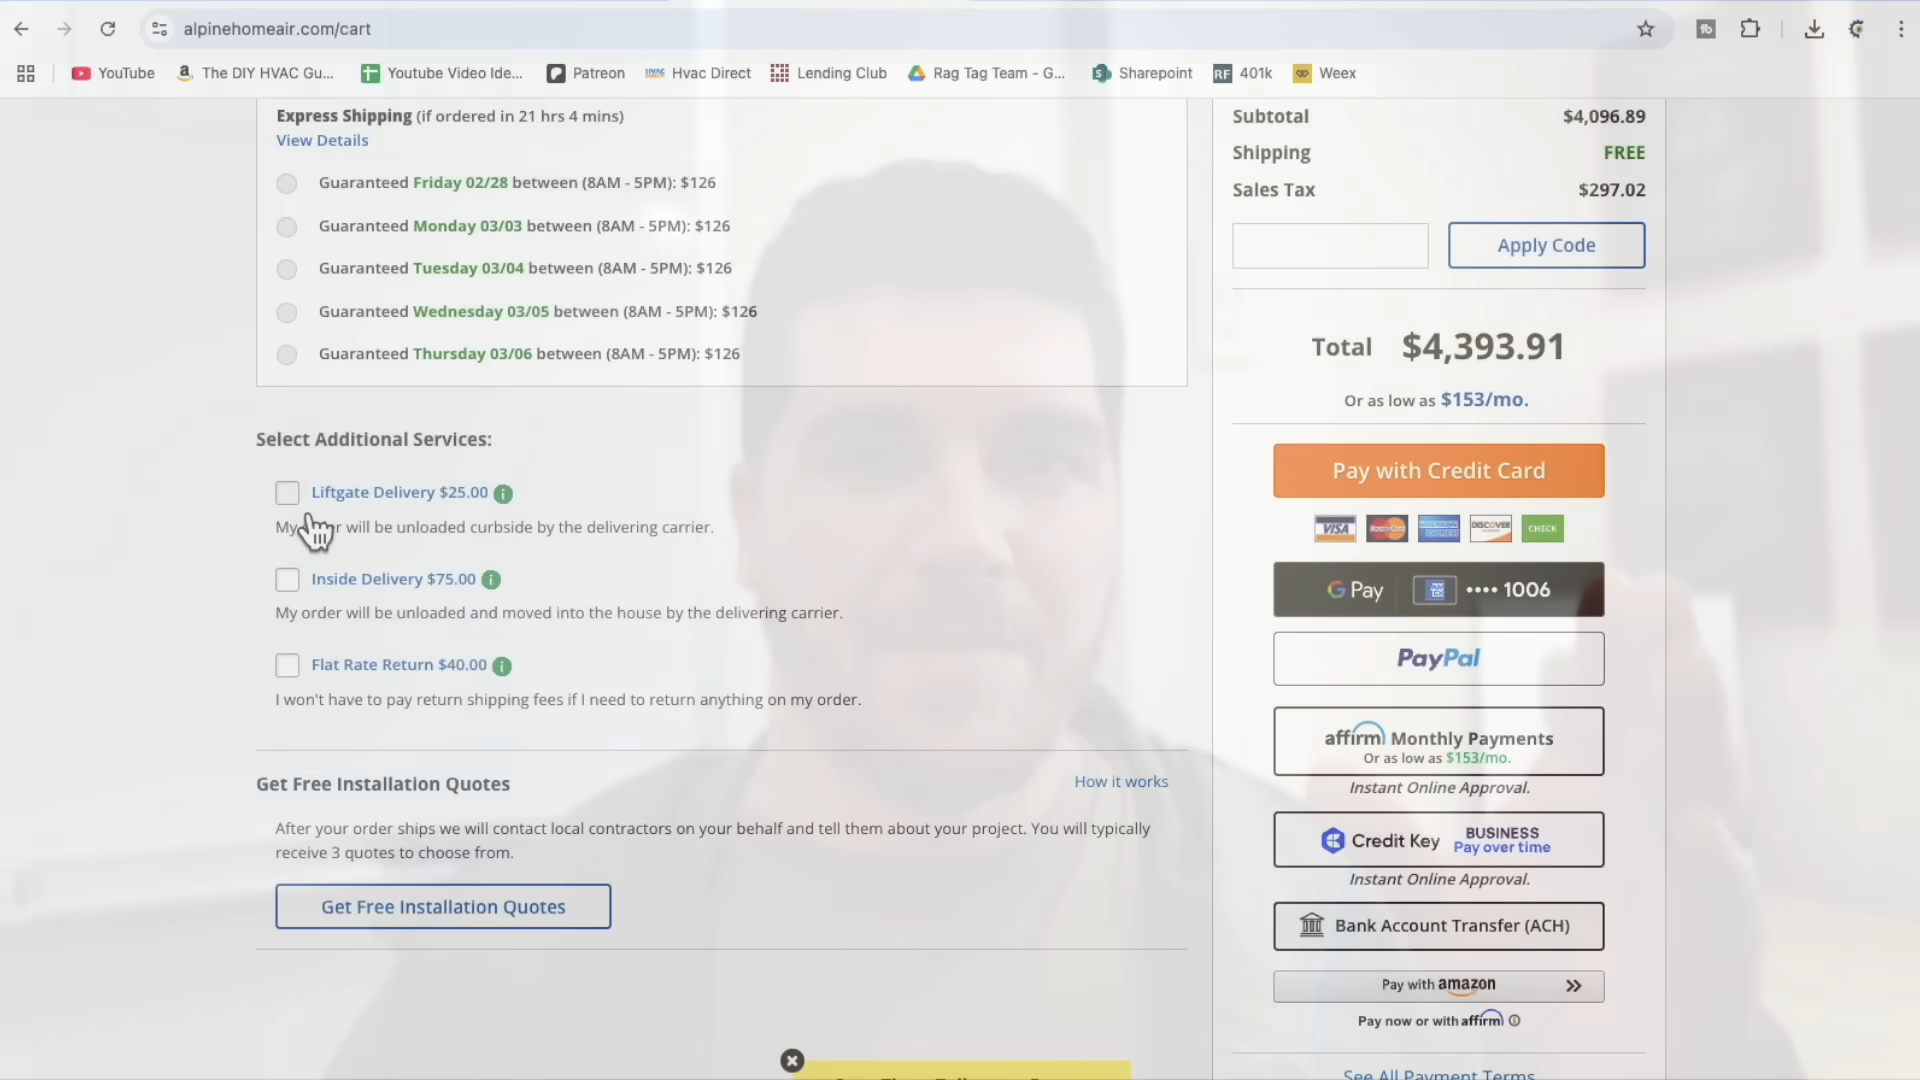 alpinehomeair.com/cart
YouTube
The DIY HVAC Gu...
Youtube Video Ide...
Patreon
Hvac Direct
Lending Club
Rag Tag Team - G...
Sharepoint
RF 401k
Weex
Express Shipping (if ordered in 21 hrs 4 mins)
View Details
Guaranteed Friday 02/28 between (8AM - 5PM): $126
Guaranteed Monday 03/03 between (8AM - 5PM): $126
Guaranteed Tuesday 03/04 between (8AM - 5PM): $126
Guaranteed Wednesday 03/05 between (8AM - 5PM): $126
Guaranteed Thursday 03/06 between (8AM - 5PM): $126
Select Additional Services:
Liftgate Delivery $25.00
My will be unloaded curbside by the delivering carrier.
Inside Delivery $75.00
My order will be unloaded and moved into the house by the delivering carrier.
Flat Rate Return $40.00
I won't have to pay return shipping fees if I need to return anything on my order.
Get Free Installation Quotes
How it works
After your order ships we will contact local contractors on your behalf and tell them about your project. You will typically
receive 3 quotes to choose from.
Get Free Installation Quotes
Subtotal $4,096.89
Shipping FREE
Sales Tax $297.02
Apply Code
Total $4,393.91
Or as low as $153/mo.
Pay with Credit Card
VISA MasterCard AMERICAN EXPRESS DISCOVER CHECK
G Pay •••• 1006
PayPal
affirm Monthly Payments
Or as low as $153/mo.
Instant Online Approval.
Credit Key BUSINESS
Pay over time
Instant Online Approval.
Bank Account Transfer (ACH)
Pay with amazon
Pay now or with affirm
See All Payment Terms